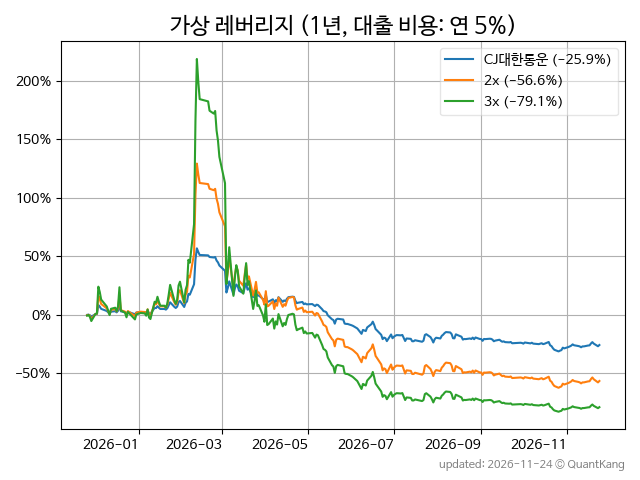 가상 레버리지 (1년, 대출 비용: 연 5%)
CJ대한통운 (-25.9%)
2x (-56.6%)
3x (-79.1%)
200%
150%
100%
50%
0%
-50%
2026-01
2026-03
2026-05
2026-07
2026-09
2026-11
updated: 2026-11-24 © QuantKang